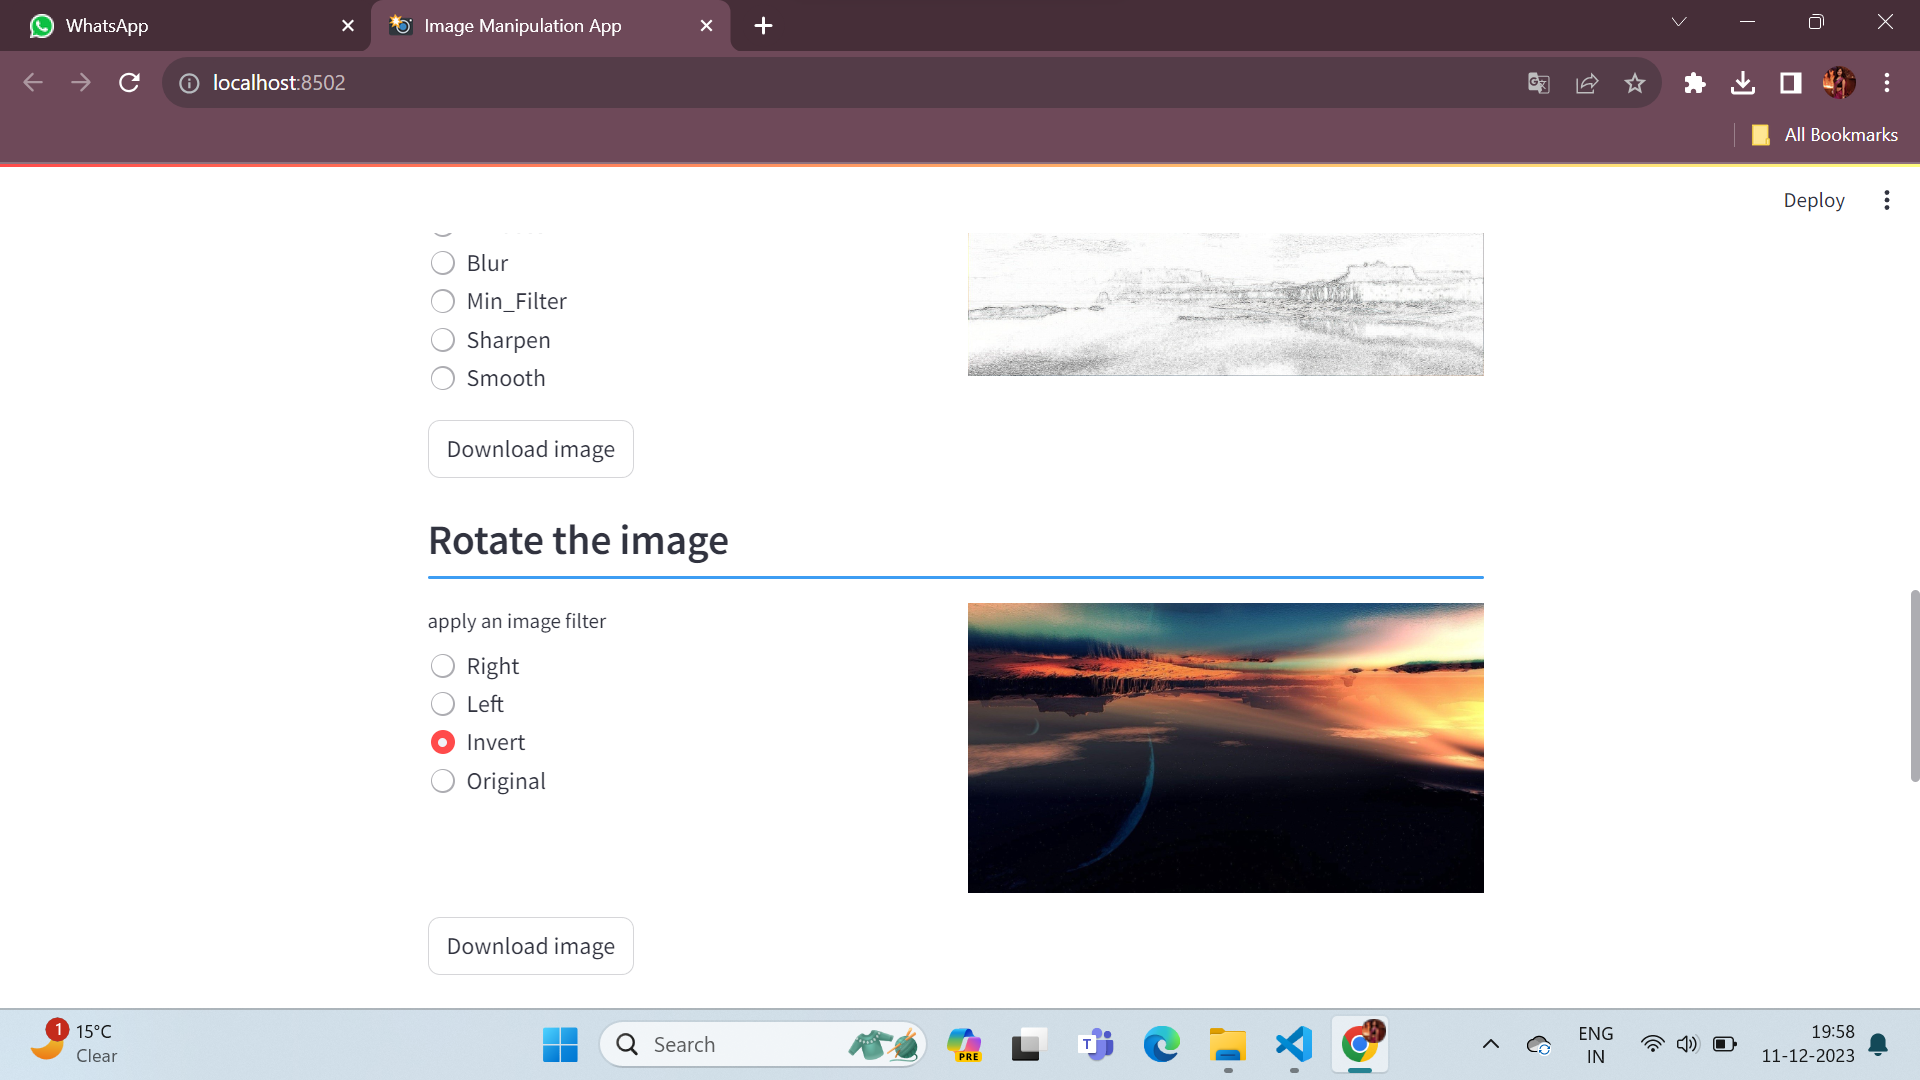 WhatsApp
Image Manipulation App
localhost:8502
All Bookmarks
Deploy
Blur
Min_Filter
Sharpen
Smooth
Download image
Rotate the image
apply an image filter
Right
Left
Invert
Original
Download image
1
15°C
Clear
Search
PRE
T
ENG
IN
19:58
11-12-2023